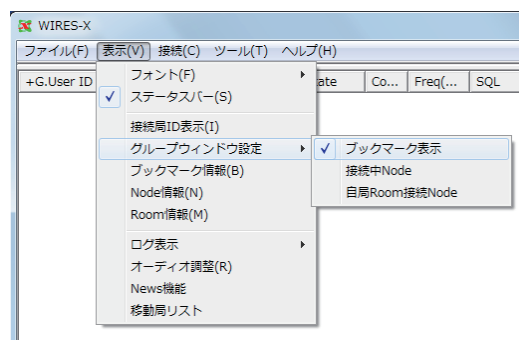 WIRES-X
ファイル(F) 表示(V) 接続(C) ツール(T) ヘルプ(H)
+G.User ID ate Co... Freq(... SQL
フォント(F)
ステータスバー(S)
接続局ID表示(I)
グループウィンドウ設定 ブックマーク表示
ブックマーク情報(B) 接続中Node
Node情報(N) 自局Room接続Node
Room情報(M)
ログ表示
オーディオ調整(R)
News機能
移動局リスト